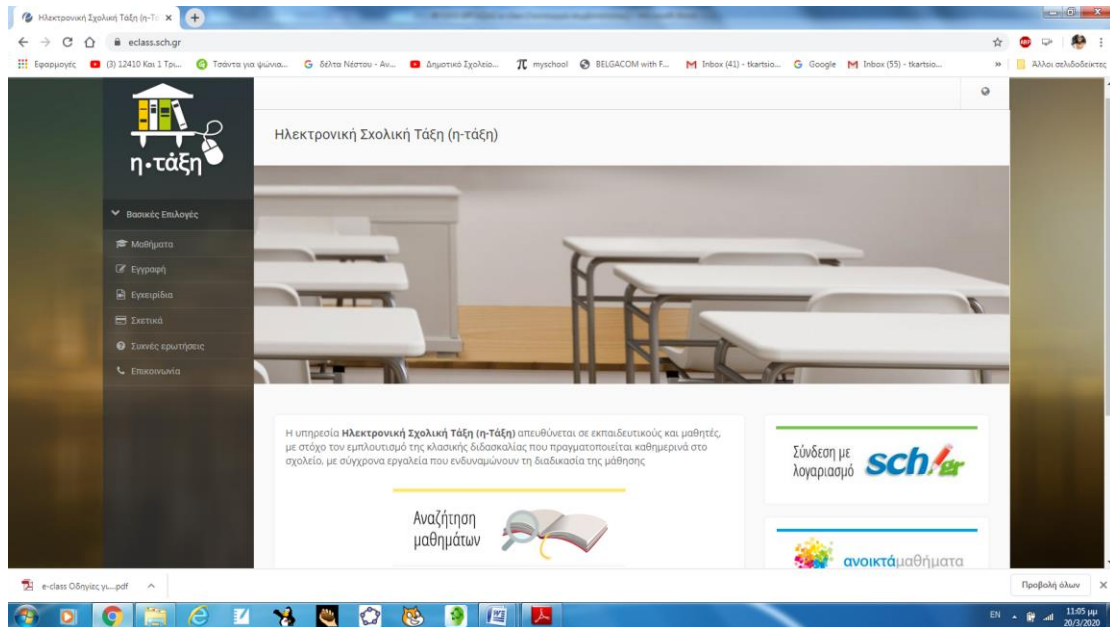 Ηλεκτρονική Σχολική Τάξη (η-Τά
eclass.sch.gr
Εφαρμογές
(3) 12410 Και 1 Τρι...
Τσάντα για ψώνια...
δέλτα Νέστου - Αν...
Δημοτικό Σχολείο...
myschool
BELGACOM with F...
Inbox (41) - tkartsio...
Google
Inbox (55) - tkartsio...
»
Άλλοι σελιδοδείκτες
η•τάξη
Ηλεκτρονική Σχολική Τάξη (η-τάξη)
Βασικές Επιλογές
Μαθήματα
Εγγραφή
Εγχειρίδια
Σχετικά
Συχνές ερωτήσεις
Επικοινωνία
Η υπηρεσία Ηλεκτρονική Σχολική Τάξη (η-Τάξη) απευθύνεται σε εκπαιδευτικούς και μαθητές,
με στόχο τον εμπλουτισμό της κλασικής διδασκαλίας που πραγματοποιείται καθημερινά στο
σχολείο, με σύγχρονα εργαλεία που ενδυναμώνουν τη διαδικασία της μάθησης
Αναζήτηση
μαθημάτων
Σύνδεση με
λογαριασμό
sch.gr
ανοικτάμαθήματα
e-class Οδηγίες γι....pdf
Προβολή όλων
EN
11:05 μμ
20/3/2020